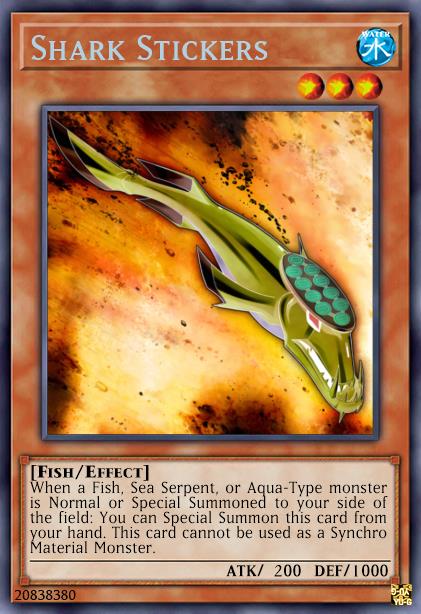 Shark Stickers
WATER
水
[Fish/Effect]
When a Fish, Sea Serpent, or Aqua-Type monster
is Normal or Special Summoned to your side of
the field: You can Special Summon this card from
your hand. This card cannot be used as a Synchro
Material Monster.
ATK/ 200 DEF/1000
20838380